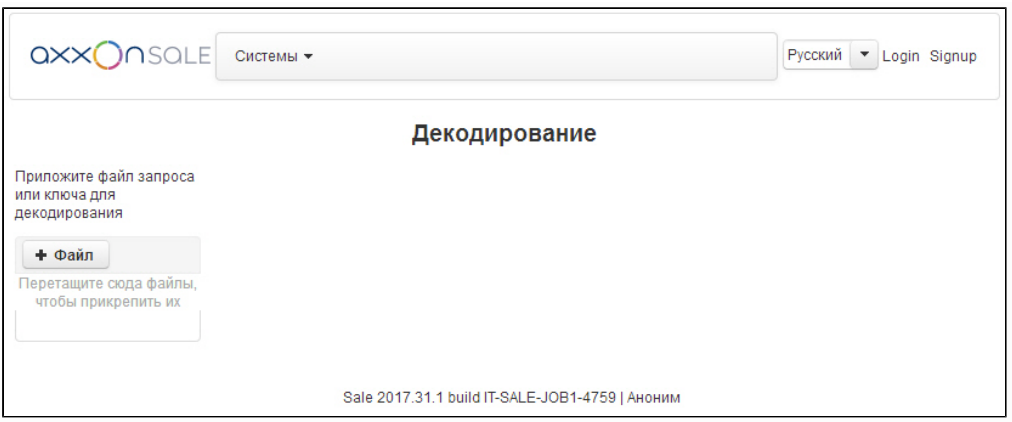 axxonSALE Системы Русский Login Signup
Декодирование
Приложите файл запроса
или ключа для
декодирования
+ Файл
Перетащите сюда файлы,
чтобы прикрепить их
Sale 2017.31.1 build IT-SALE-JOB1-4759 | Аноним